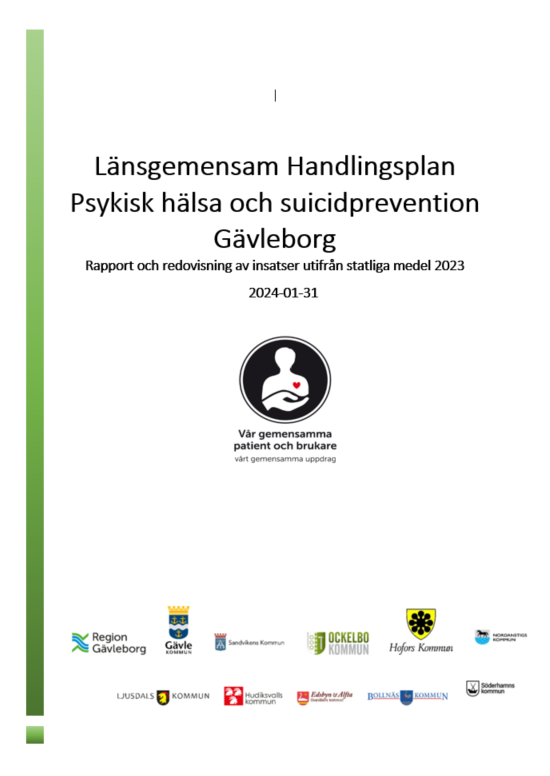 Länsgemensam Handlingsplan
Psykisk hälsa och suicidprevention
Gävleborg
Rapport och redovisning av insatser utifrån statliga medel 2023
2024-01-31
Vår gemensamma
patient och brukare
vårt gemensamma uppdrag
Region
Gävleborg
Gävle
KOMMUN
Sandvikens Kommun
OCKELBO
KOMMUN
Hofors Kommun
NORDANSTIGS
KOMMUN
LJUSDALS KOMMUN
Hudiksvalls
kommun
Edsbyn & Alfta
BOLLNÄS KOMMUN
Söderhamns
kommun